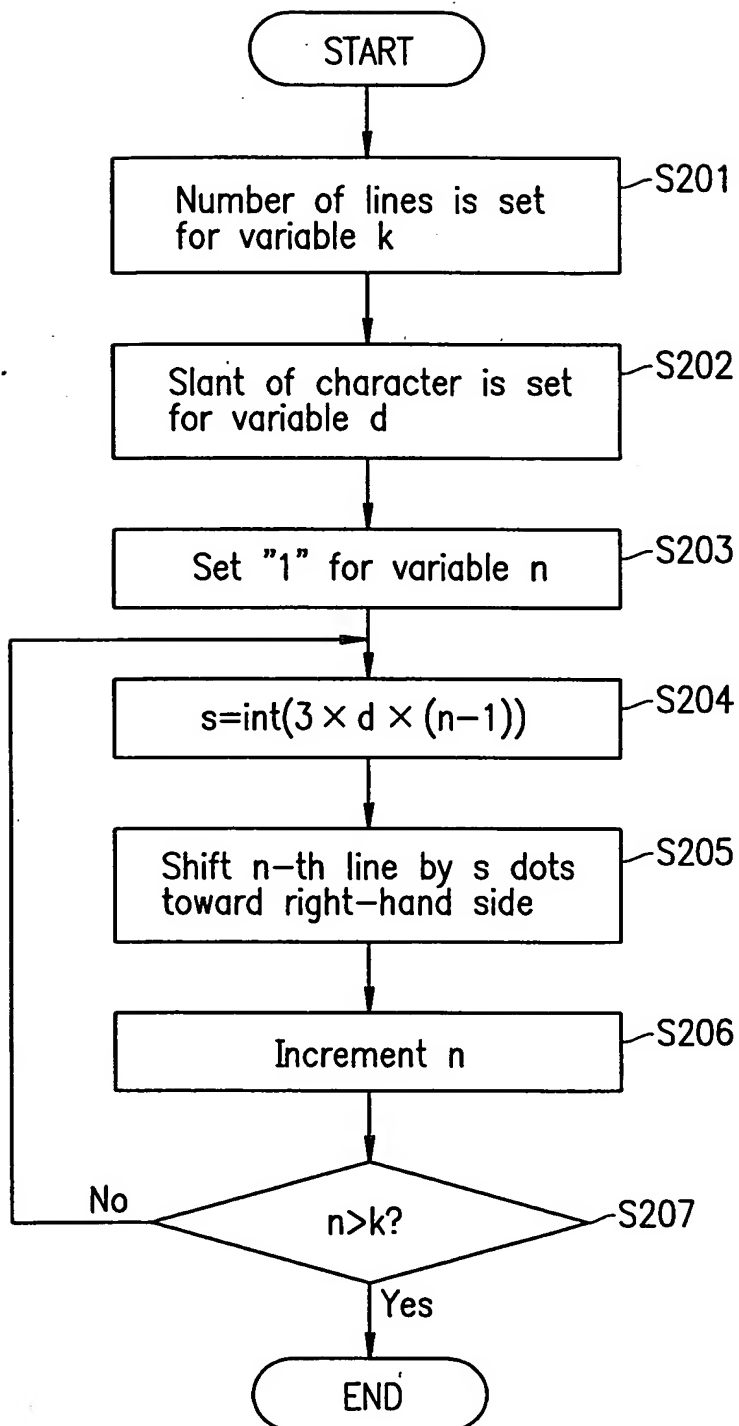 START
Number of lines is set
for variable k
S201
Slant of character is set
for variable d
S202
Set "1" for variable n
S203
s=int(3 × d × (n-1))
S204
Shift n-th line by s dots
toward right-hand side
S205
Increment n
S206
No
n>k?
S207
Yes
END